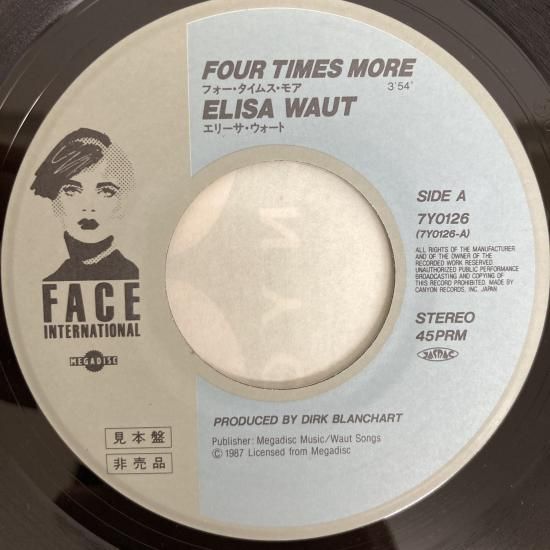 FOUR TIMES MORE
フォー・タイムス・モア 3'54"
ELISA WAUT
エリーサ・ウォート
SIDE A
7Y0126
(7Y0126-A)
ALL RIGHTS OF THE MANUFACTURER
AND OF THE OWNER OF THE
RECORDED WORK RESERVED.
UNAUTHORIZED PUBLIC PERFORMANCE
BROADCASTING AND COPYING OF
THIS RECORD PROHIBITED. MADE BY
CANYON RECORDS, INC. JAPAN.
STEREO
45PRM
FACE
INTERNATIONAL
MEGADISC
PRODUCED BY DIRK BLANCHART
Publisher: Megadisc Music/Waut Songs
Ⓒ 1987 Licensed from Megadisc
見本盤
非売品